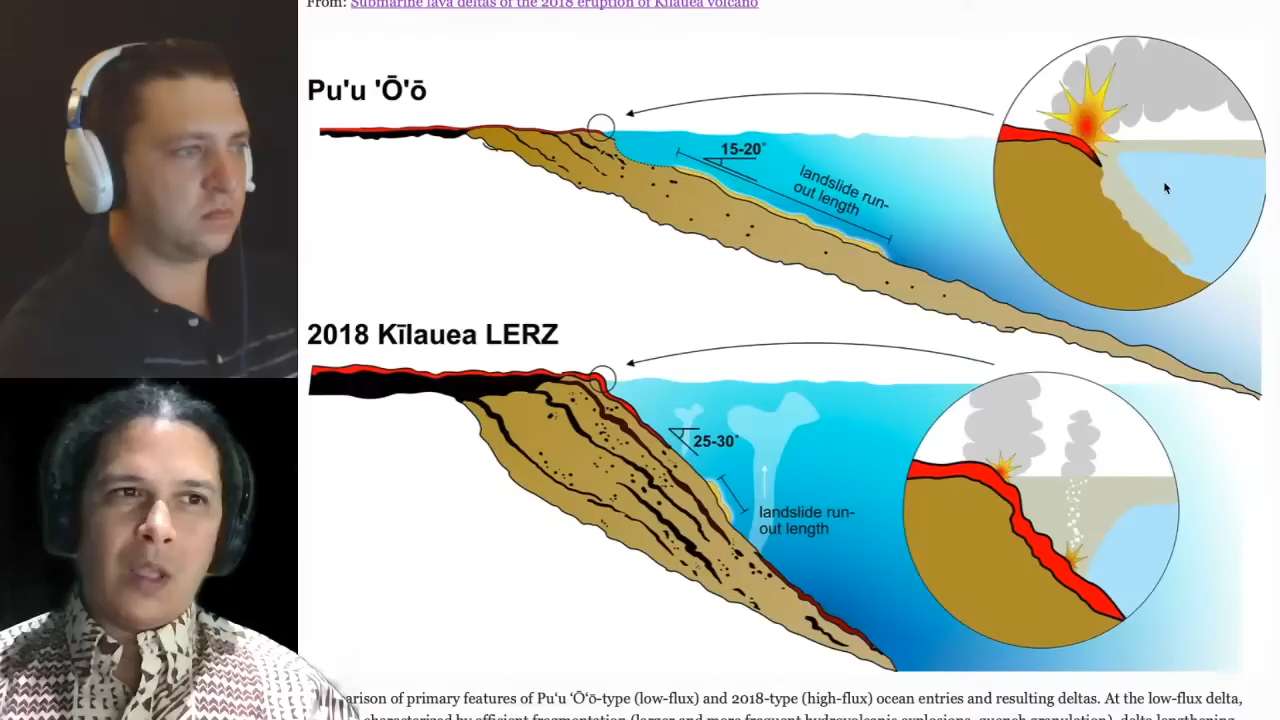 From: Submarine lava deltas of the 2018 eruption of Kīlauea volcano
Pu'u 'Ō'ō
15-20°
landslide run-
out length
2018 Kīlauea LERZ
25-30°
landslide run-
out length
arison of primary features of Pu'u 'Ō'ō-type (low-flux) and 2018-type (high-flux) ocean entries and resulting deltas. At the low-flux delta,
characterized by efficient fragmentation (larger and more frequent hydrovolcanic explosions, quench granulation), delta lengthening